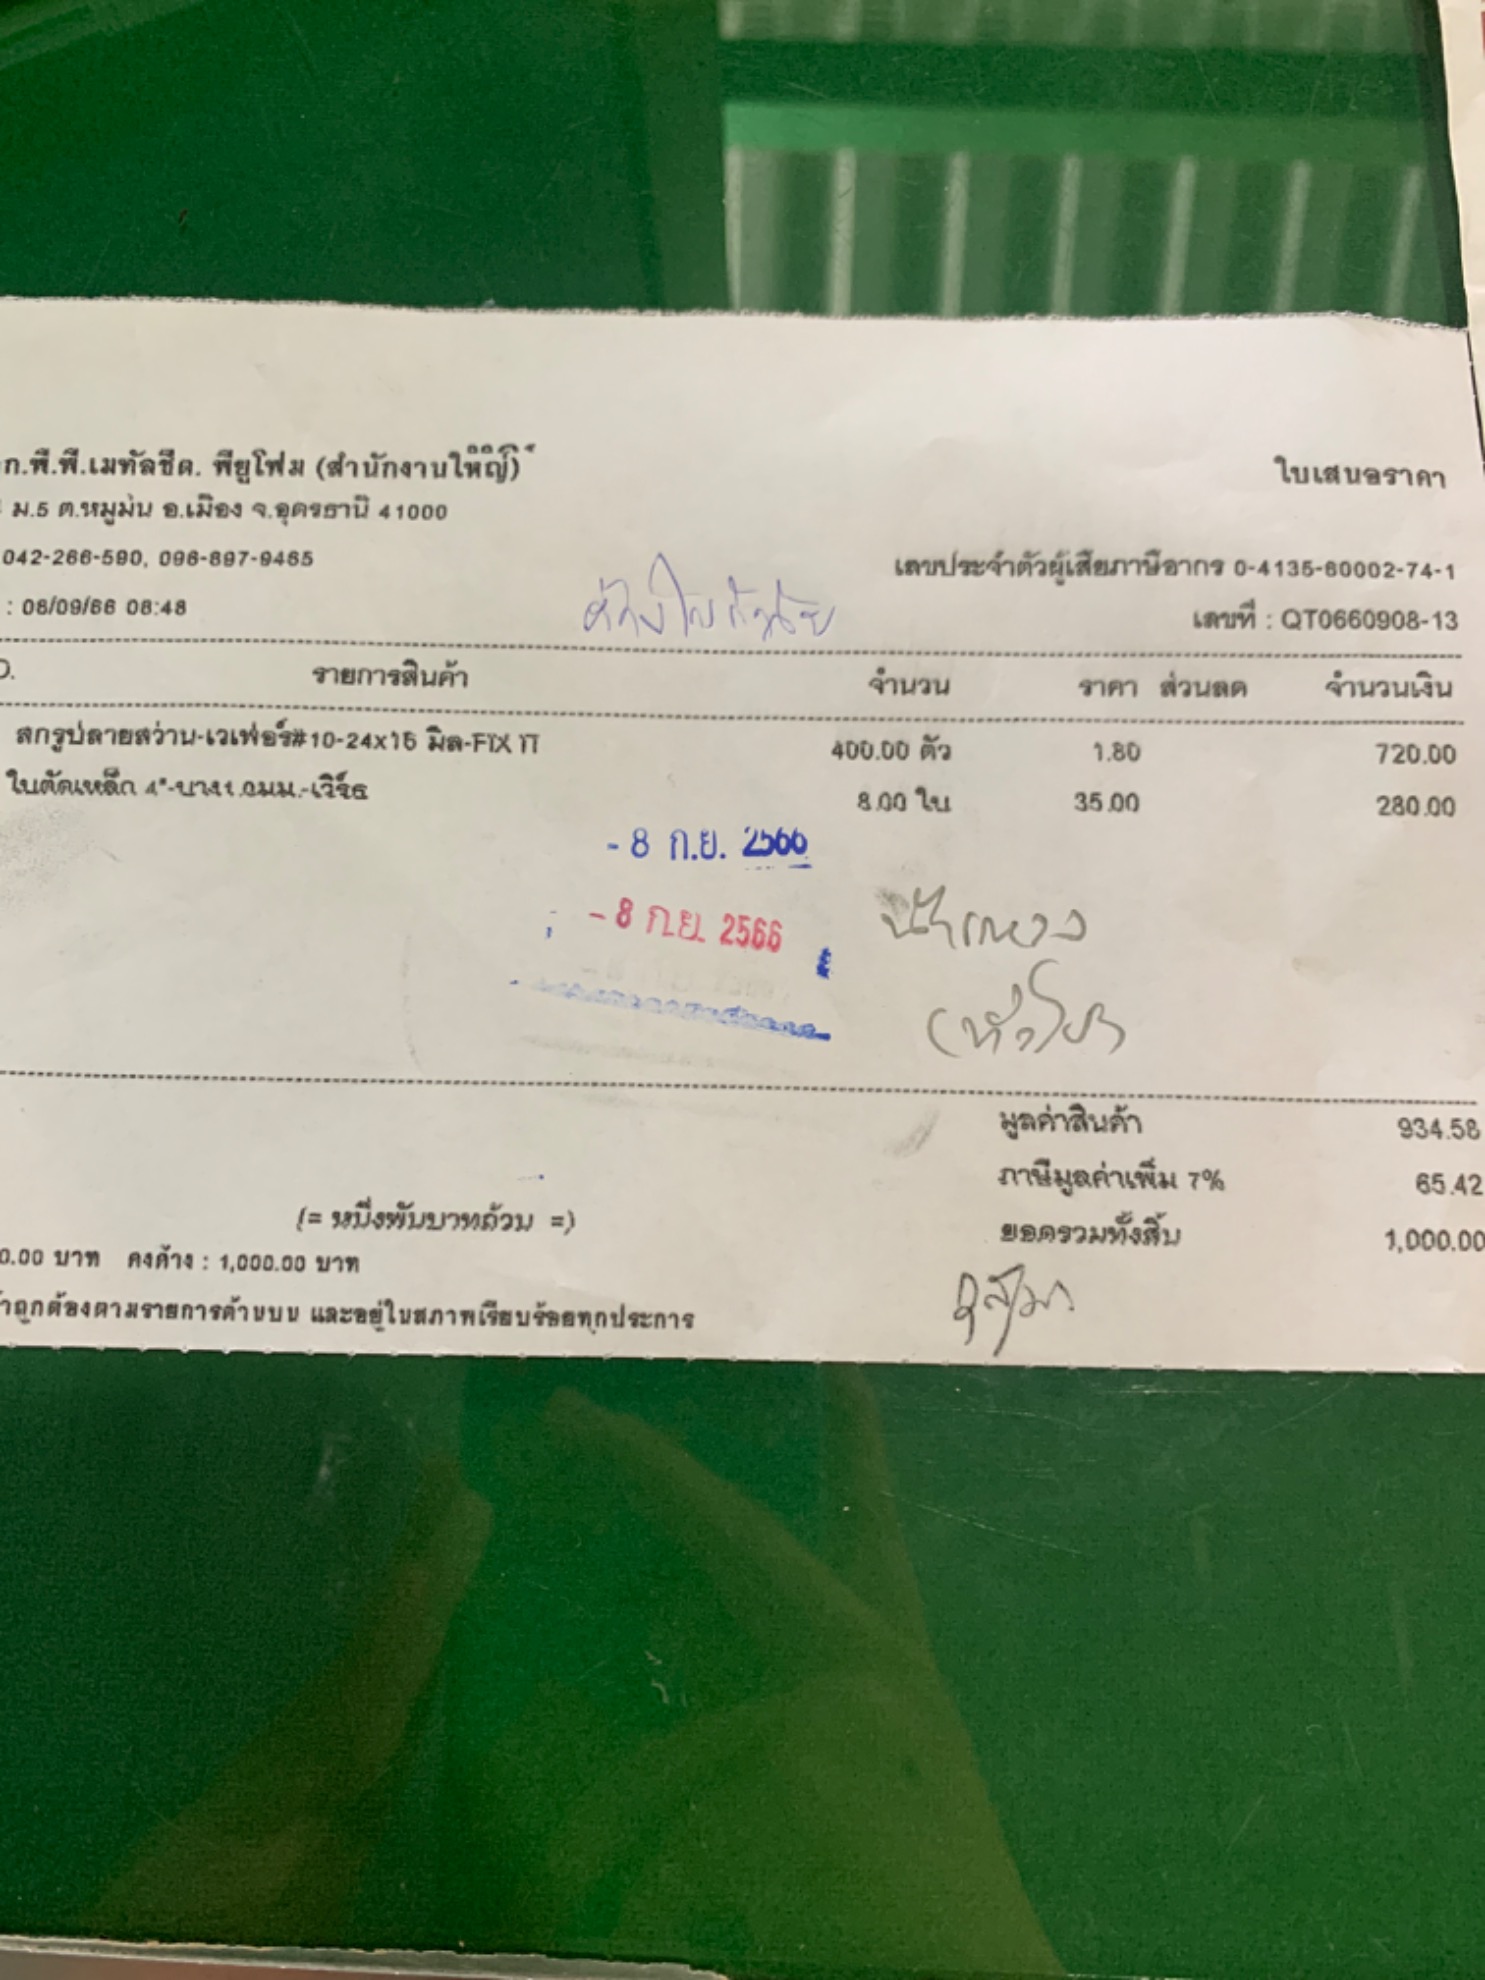 ก.พี.พี.เมทัลชีต. พียูโฟม (สำนักงานใหญ่)
ใบเสนอราคา
ม.5 ต.หมูม่น อ.เมือง จ.อุดรธานี 41000
042-266-590, 096-897-9465
เลขประจำตัวผู้เสียภาษีอากร 0-4135-60002-74-1
: 08/09/66 08:48
เลขที่ : QT0660908-13
รายการสินค้า จำนวน ราคา ส่วนลด จำนวนเงิน
สกรูปลายสว่าน-เวเฟอร์#10-24x16 มิล-FIX IT 400.00 ตัว 1.80 720.00
ใบตัดเหล็ก 4"-บาง1.0มม.-เวิร์ธ 8.00 ใบ 35.00 280.00
- 8 ก.ย. 2566
- 8 ก.ย. 2566
มูลค่าสินค้า 934.58
ภาษีมูลค่าเพิ่ม 7% 65.42
(= หนึ่งพันบาทถ้วน =)
ยอดรวมทั้งสิ้น 1,000.00
0.00 บาท คงค้าง : 1,000.00 บาท
ถูกต้องตามรายการด้านบน และอยู่ในสภาพเรียบร้อยทุกประการ